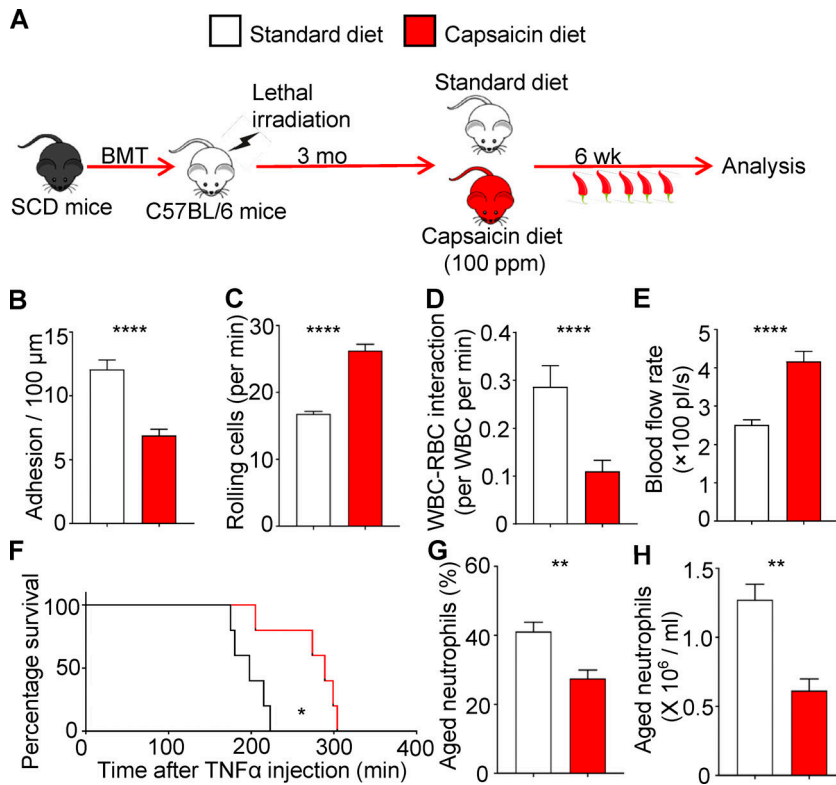 A
Standard diet
Capsaicin diet
Lethal
irradiation
Standard diet
BMT
3 mo
6 wk
Analysis
SCD mice
C57BL/6 mice
Capsaicin diet
(100 ppm)
B
****
Adhesion / 100 µm
15
10
5
0
C
****
Rolling cells (per min)
30
20
10
0
D
****
WBC-RBC interaction
(per WBC per min)
0.4
0.3
0.2
0.1
0
E
****
Blood flow rate
(×100 pl/s)
5
4
3
2
1
0
F
Percentage survival
100
50
0
*
0
100
200
300
400
Time after TNFα injection (min)
G
**
Aged neutrophils (%)
60
40
20
0
H
**
Aged neutrophils
(X 10⁶ / ml)
1.5
1.0
0.5
0